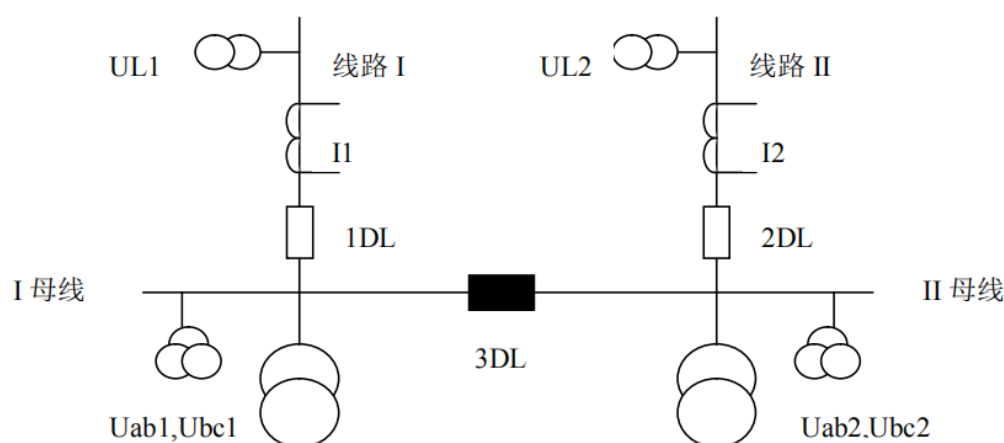 UL1
线路 I
UL2
线路 II
I1
I2
1DL
2DL
I 母线
II 母线
3DL
Uab1,Ubc1
Uab2,Ubc2